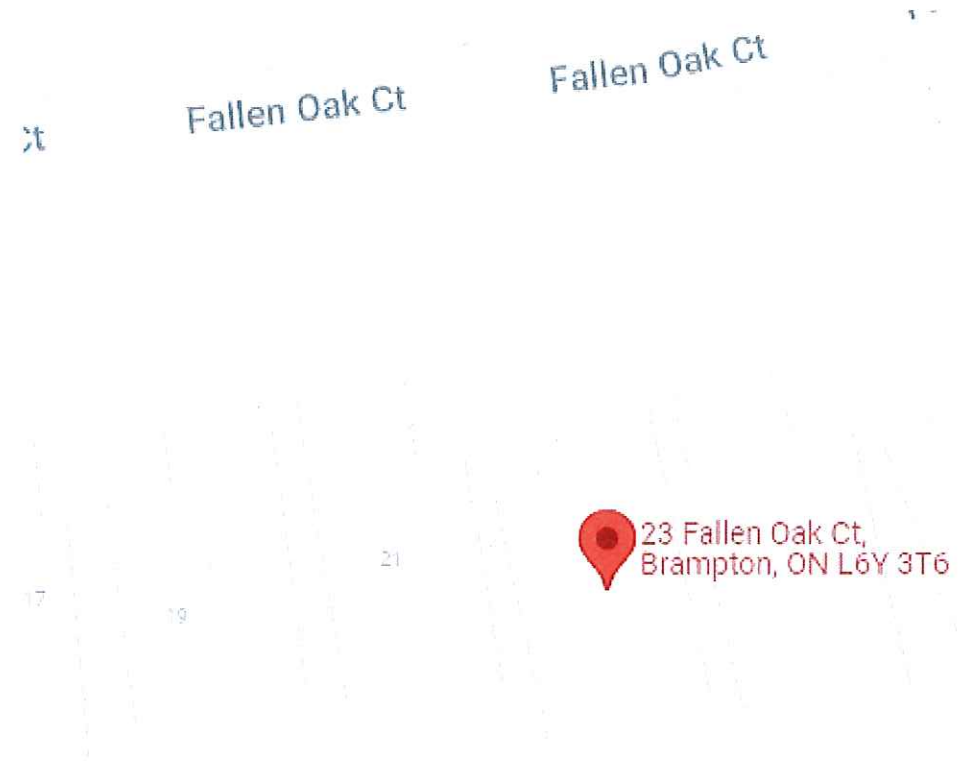 Fallen Oak Ct
Fallen Oak Ct
23 Fallen Oak Ct,
Brampton, ON L6Y 3T6
21
17
19